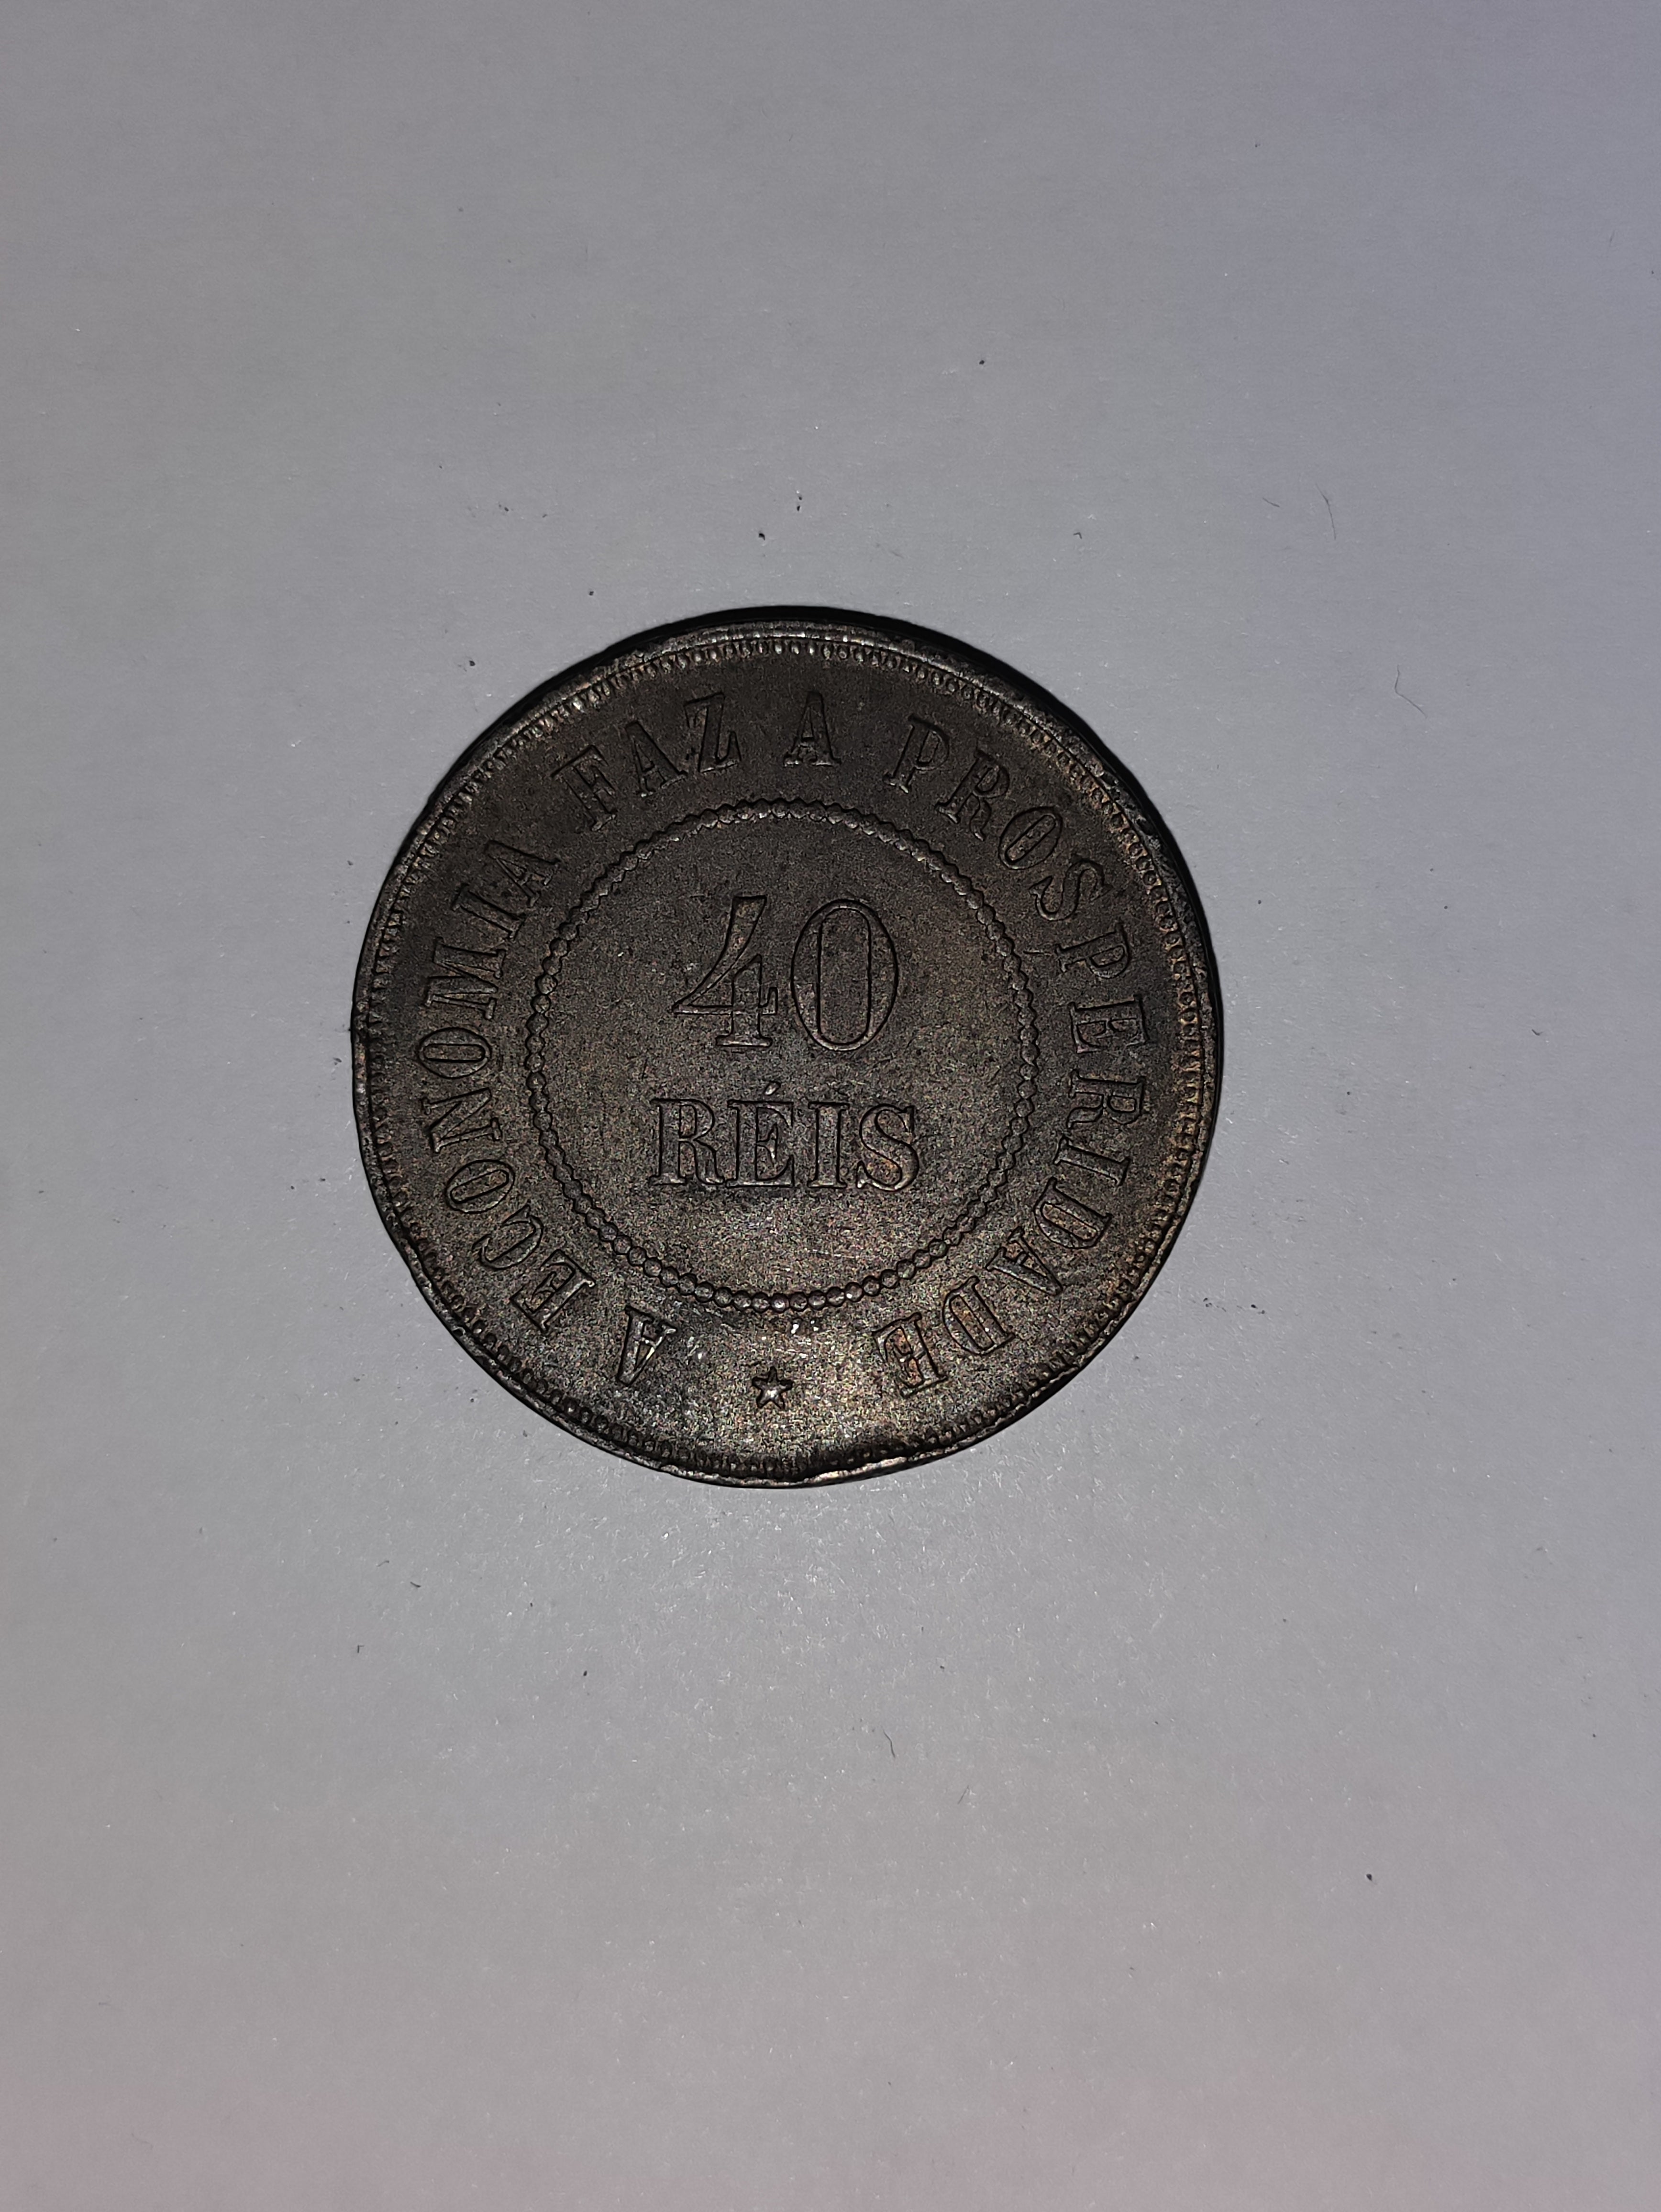 A ECONOMIA FAZ A PROSPERIDADE
40
RÉIS